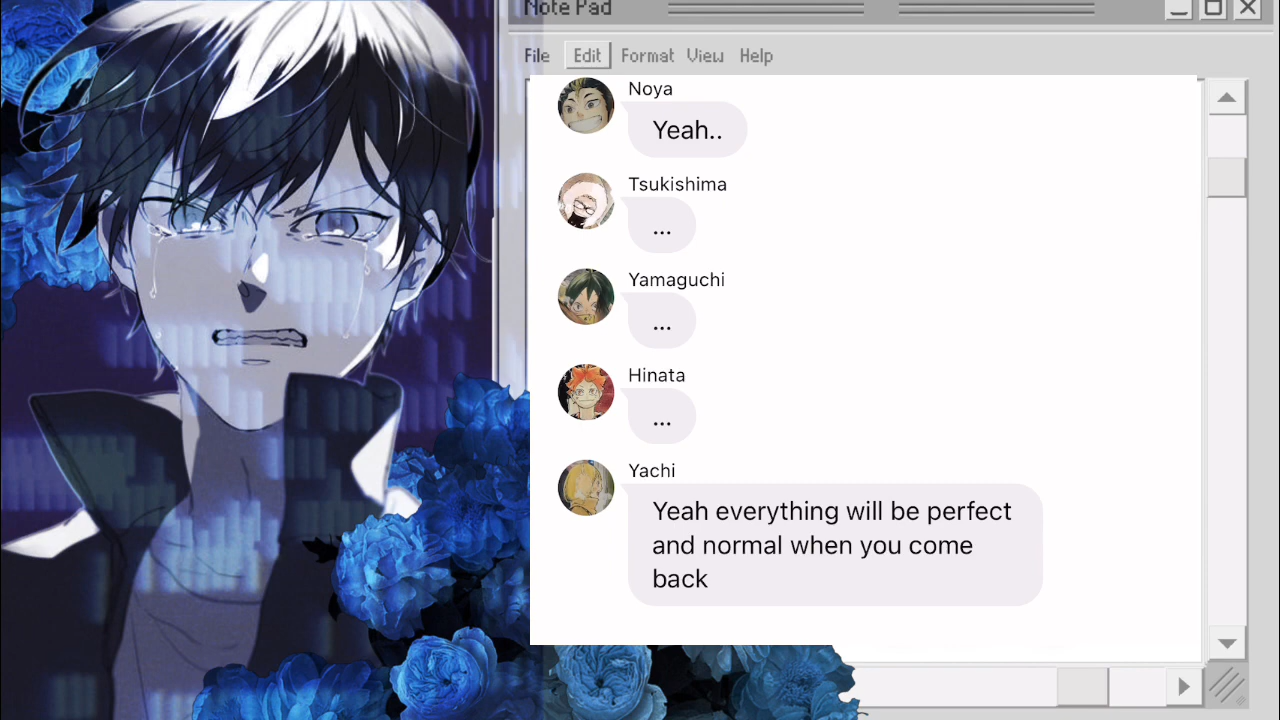 Note Pad
File Edit Format View Help
Noya
Yeah..
Tsukishima
...
Yamaguchi
...
Hinata
...
Yachi
Yeah everything will be perfect
and normal when you come
back